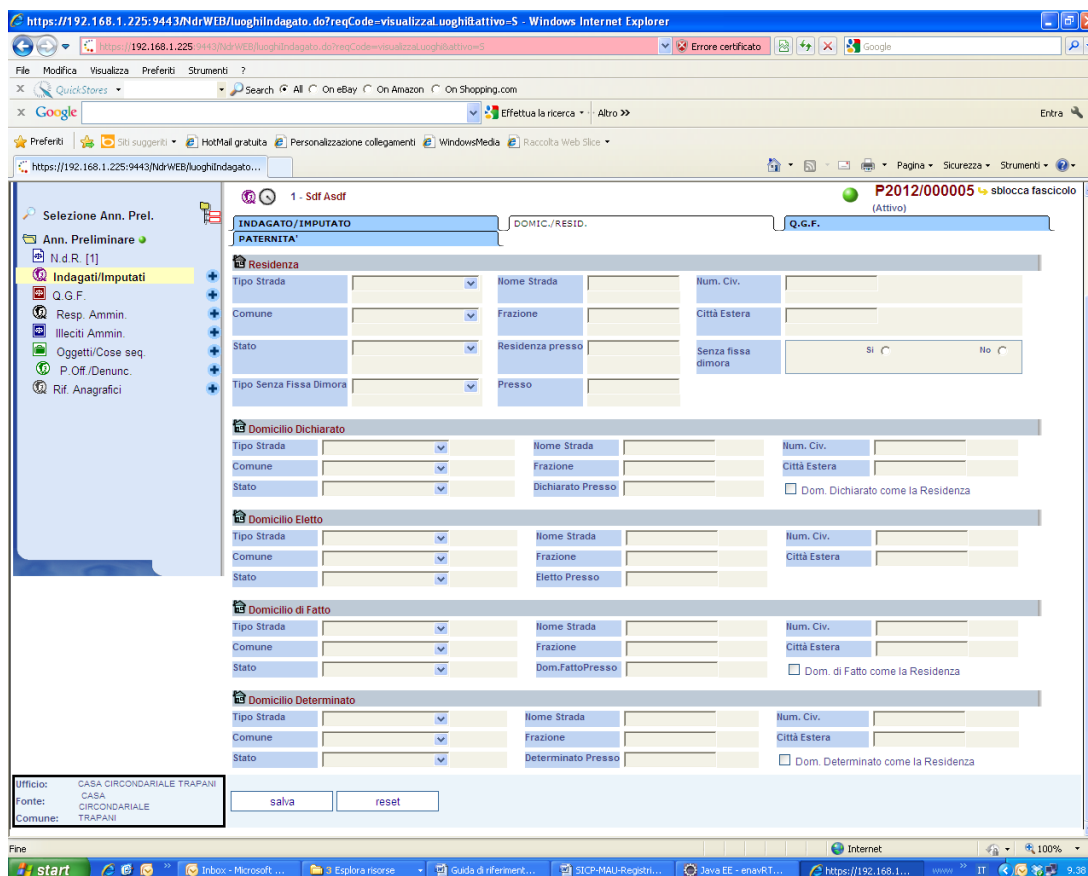 https://192.168.1.225:9443/NdrWEB/luoghiIndagato.do?reqCode=visualizzaLuoghi&attivo=S - Windows Internet Explorer
https://192.168.1.225:9443/NdrWEB/luoghiIndagato.do?reqCode=visualizzaLuoghi&attivo=S Errore certificato Google
File Modifica Visualizza Preferiti Strumenti ?
X QuickStores Search All On eBay On Amazon On Shopping.com
x Google Effettua la ricerca Altro >> Entra
Preferiti Siti suggeriti HotMail gratuita Personalizzazione collegamenti WindowsMedia Raccolta Web Slice
https://192.168.1.225:9443/NdrWEB/luoghiIndagato... Pagina Sicurezza Strumenti
Selezione Ann. Prel.
Ann. Preliminare
N.d.R. [1]
Indagati/Imputati
Q.G.F.
Resp. Ammin.
Illeciti Ammin.
Oggetti/Cose seq.
P.Off./Denunc.
Rif. Anagrafici
1 - Sdf Asdf P2012/000005 sblocca fascicolo
(Attivo)
INDAGATO/IMPUTATO DOMIC./RESID. Q.G.F.
PATERNITA'
Residenza
Tipo Strada Nome Strada Num. Civ.
Comune Frazione Città Estera
Stato Residenza presso Senza fissa dimora Si No
Tipo Senza Fissa Dimora Presso
Domicilio Dichiarato
Tipo Strada Nome Strada Num. Civ.
Comune Frazione Città Estera
Stato Dichiarato Presso Dom. Dichiarato come la Residenza
Domicilio Eletto
Tipo Strada Nome Strada Num. Civ.
Comune Frazione Città Estera
Stato Eletto Presso
Domicilio di Fatto
Tipo Strada Nome Strada Num. Civ.
Comune Frazione Città Estera
Stato Dom.FattoPresso Dom. di Fatto come la Residenza
Domicilio Determinato
Tipo Strada Nome Strada Num. Civ.
Comune Frazione Città Estera
Stato Determinato Presso Dom. Determinato come la Residenza
Ufficio: CASA CIRCONDARIALE TRAPANI
Fonte: CASA CIRCONDARIALE
Comune: TRAPANI
salva reset
Fine Internet 100%
start Inbox - Microsoft ... 3 Esplora risorse Guida di riferiment... SICP-MAU-Registri... Java EE - enavRT... https://192.168.1... www IT 9.38